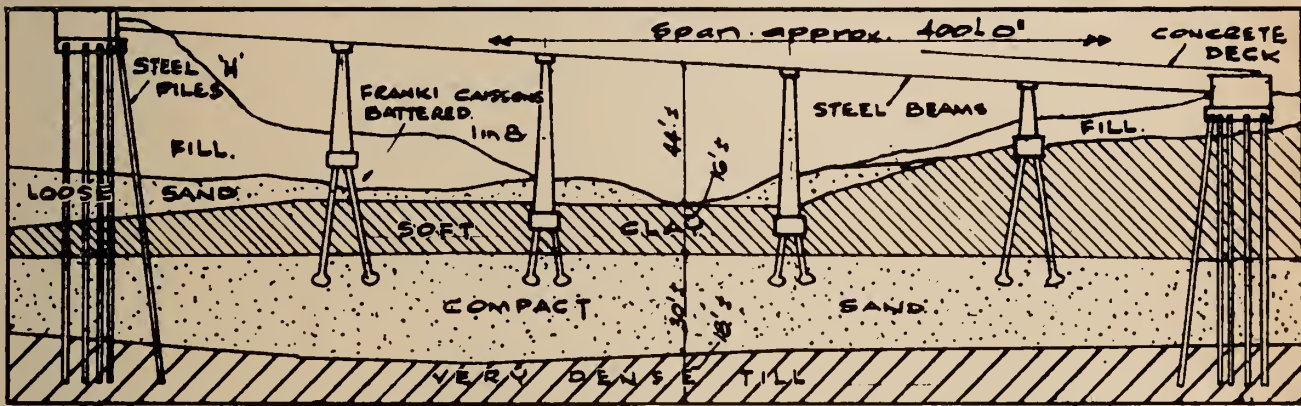 span. approx. 400'.0"
CONCRETE
DECK
STEEL 'H'
PILES
FRANKI CAISSONS
BATTERED.
1 in 8
STEEL BEAMS
FILL.
FILL.
44's
16's
LOOSE SAND
SOFT CLAY.
COMPACT SAND.
30's
18's
VERY DENSE TILL